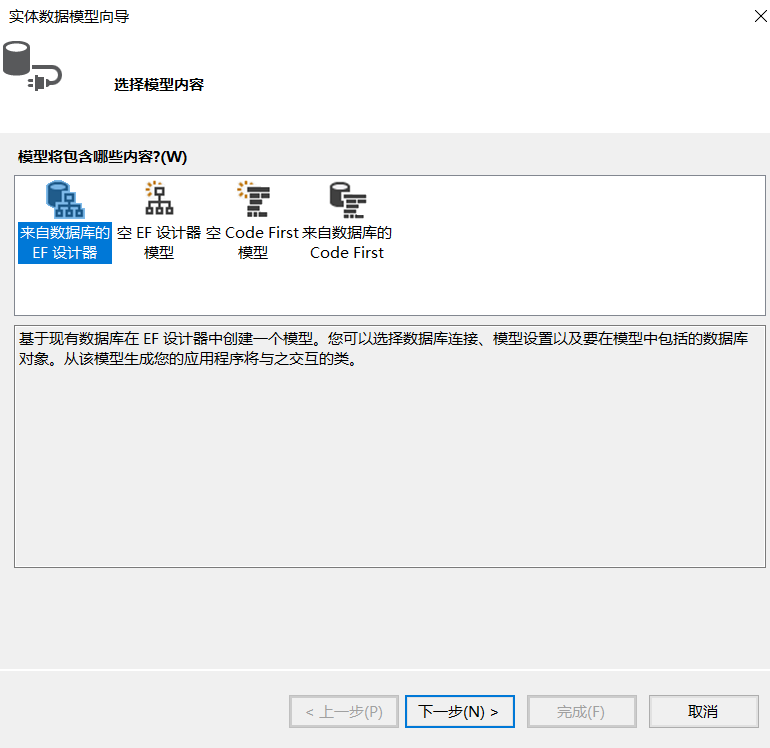 实体数据模型向导
选择模型内容
模型将包含哪些内容?(W)
来自数据库的
EF 设计器
空 EF 设计器
模型
空 Code First
模型
来自数据库的
Code First
基于现有数据库在 EF 设计器中创建一个模型。您可以选择数据库连接、模型设置以及要在模型中包括的数据库
对象。从该模型生成您的应用程序将与之交互的类。
< 上一步(P)
下一步(N) >
完成(F)
取消